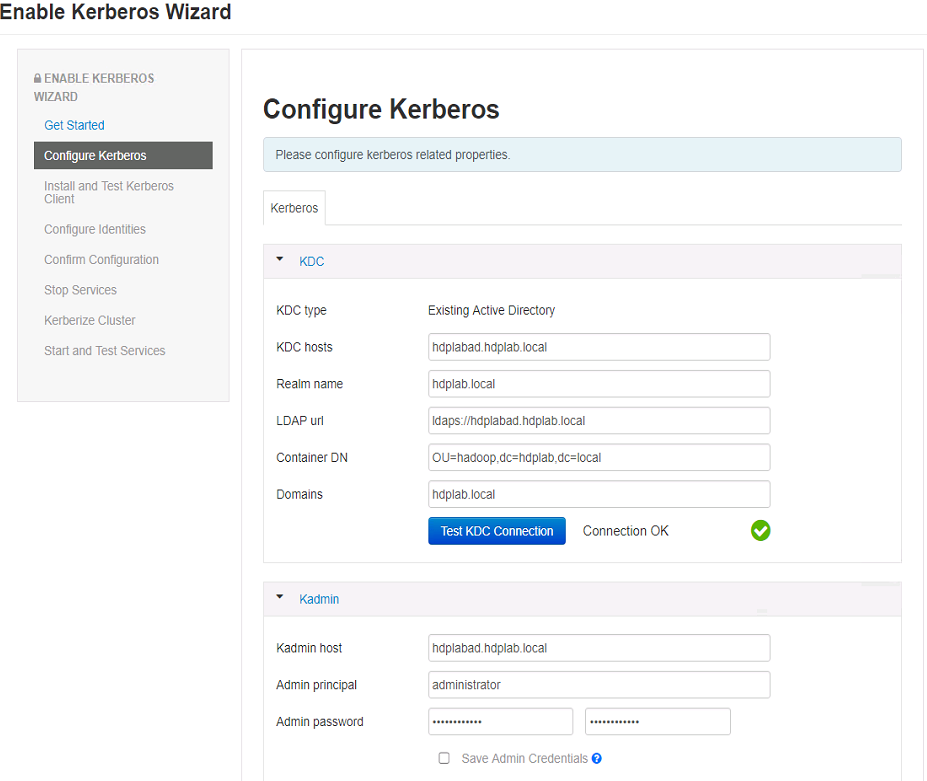 Enable Kerberos Wizard
ENABLE KERBEROS
WIZARD
Get Started
Configure Kerberos
Install and Test Kerberos
Client
Configure Identities
Confirm Configuration
Stop Services
Kerberize Cluster
Start and Test Services
Configure Kerberos
Please configure kerberos related properties.
Kerberos
KDC
KDC type Existing Active Directory
KDC hosts hdplabad.hdplab.local
Realm name hdplab.local
LDAP url ldaps://hdplabad.hdplab.local
Container DN OU=hadoop,dc=hdplab,dc=local
Domains hdplab.local
Test KDC Connection Connection OK
Kadmin
Kadmin host hdplabad.hdplab.local
Admin principal administrator
Admin password •••••••••••• ••••••••••••
Save Admin Credentials ?